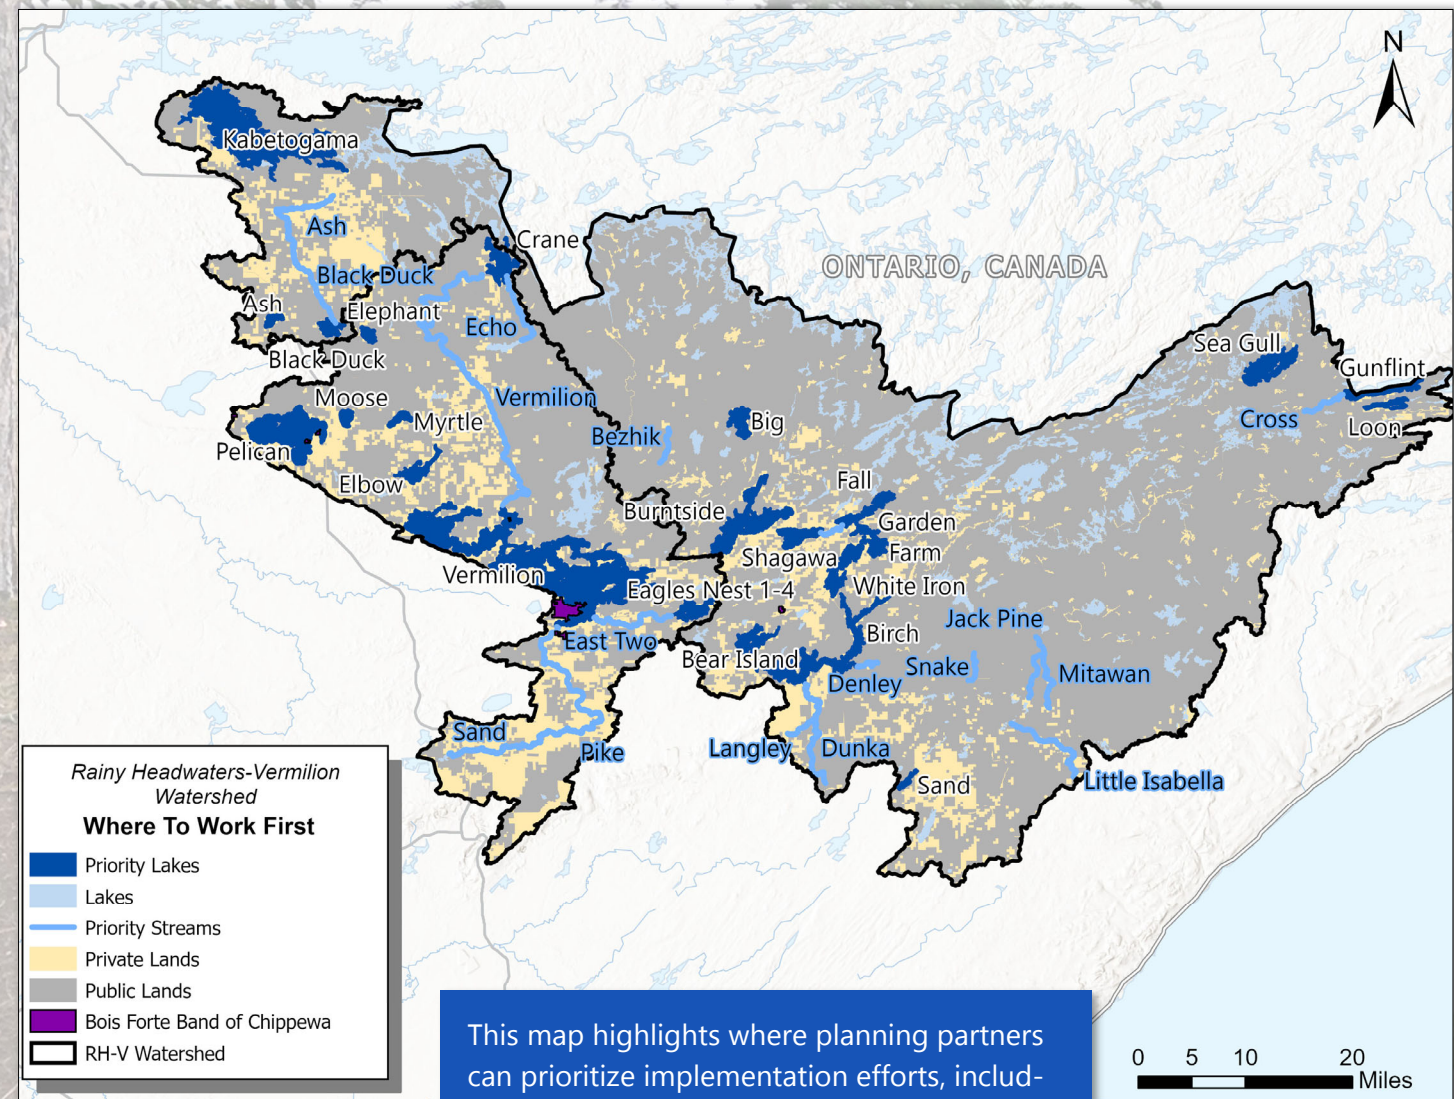 N
Kabetogama
Ash
Crane
ONTARIO, CANADA
Black Duck
Ash
Elephant
Echo
Black Duck
Sea Gull
Gunflint
Moose
Vermilion
Myrtle
Big
Cross
Loon
Bezhik
Pelican
Elbow
Fall
Burntside
Garden
Shagawa
Farm
Vermilion
Eagles Nest 1-4
White Iron
Jack Pine
East Two
Birch
Bear Island
Snake
Mitawan
Denley
Sand
Pike
Langley
Dunka
Sand
Little Isabella
Rainy Headwaters-Vermilion
Watershed
Where To Work First
Priority Lakes
Lakes
Priority Streams
Private Lands
Public Lands
Bois Forte Band of Chippewa
RH-V Watershed
This map highlights where planning partners
can prioritize implementation efforts, includ-
0 5 10 20
Miles